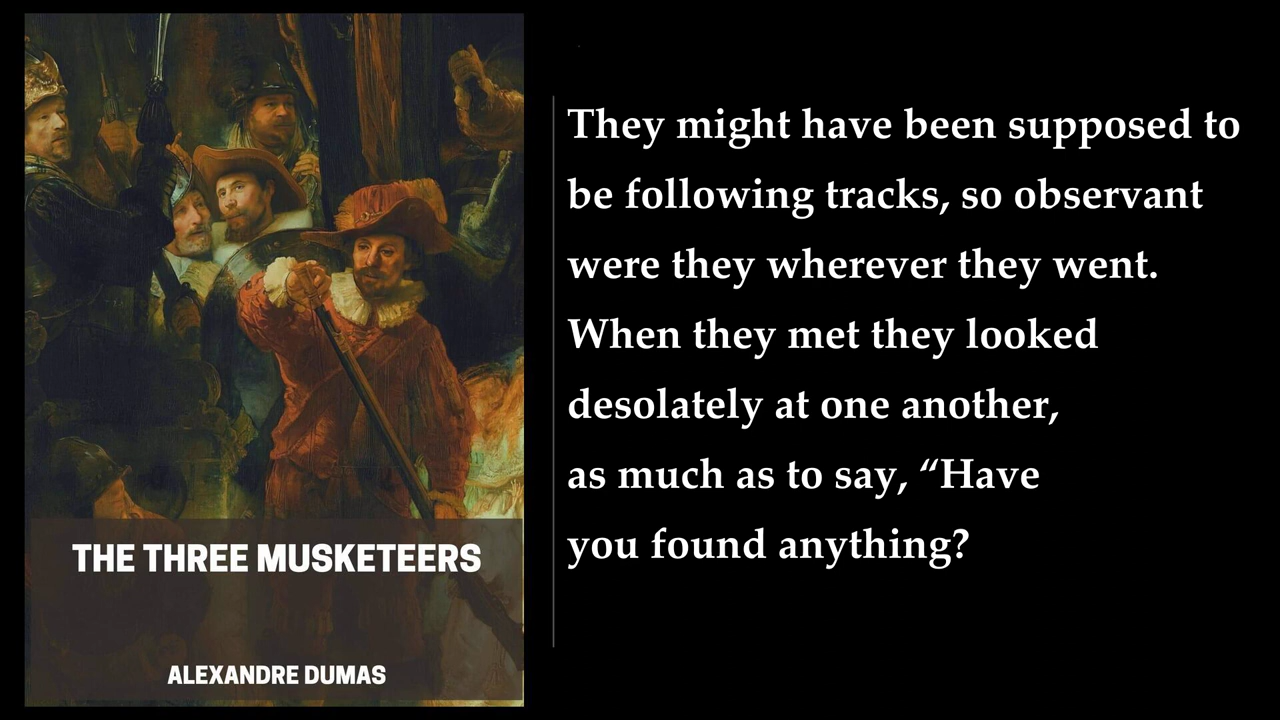 THE THREE MUSKETEERS
ALEXANDRE DUMAS
They might have been supposed to
be following tracks, so observant
were they wherever they went.
When they met they looked
desolately at one another,
as much as to say, “Have
you found anything?